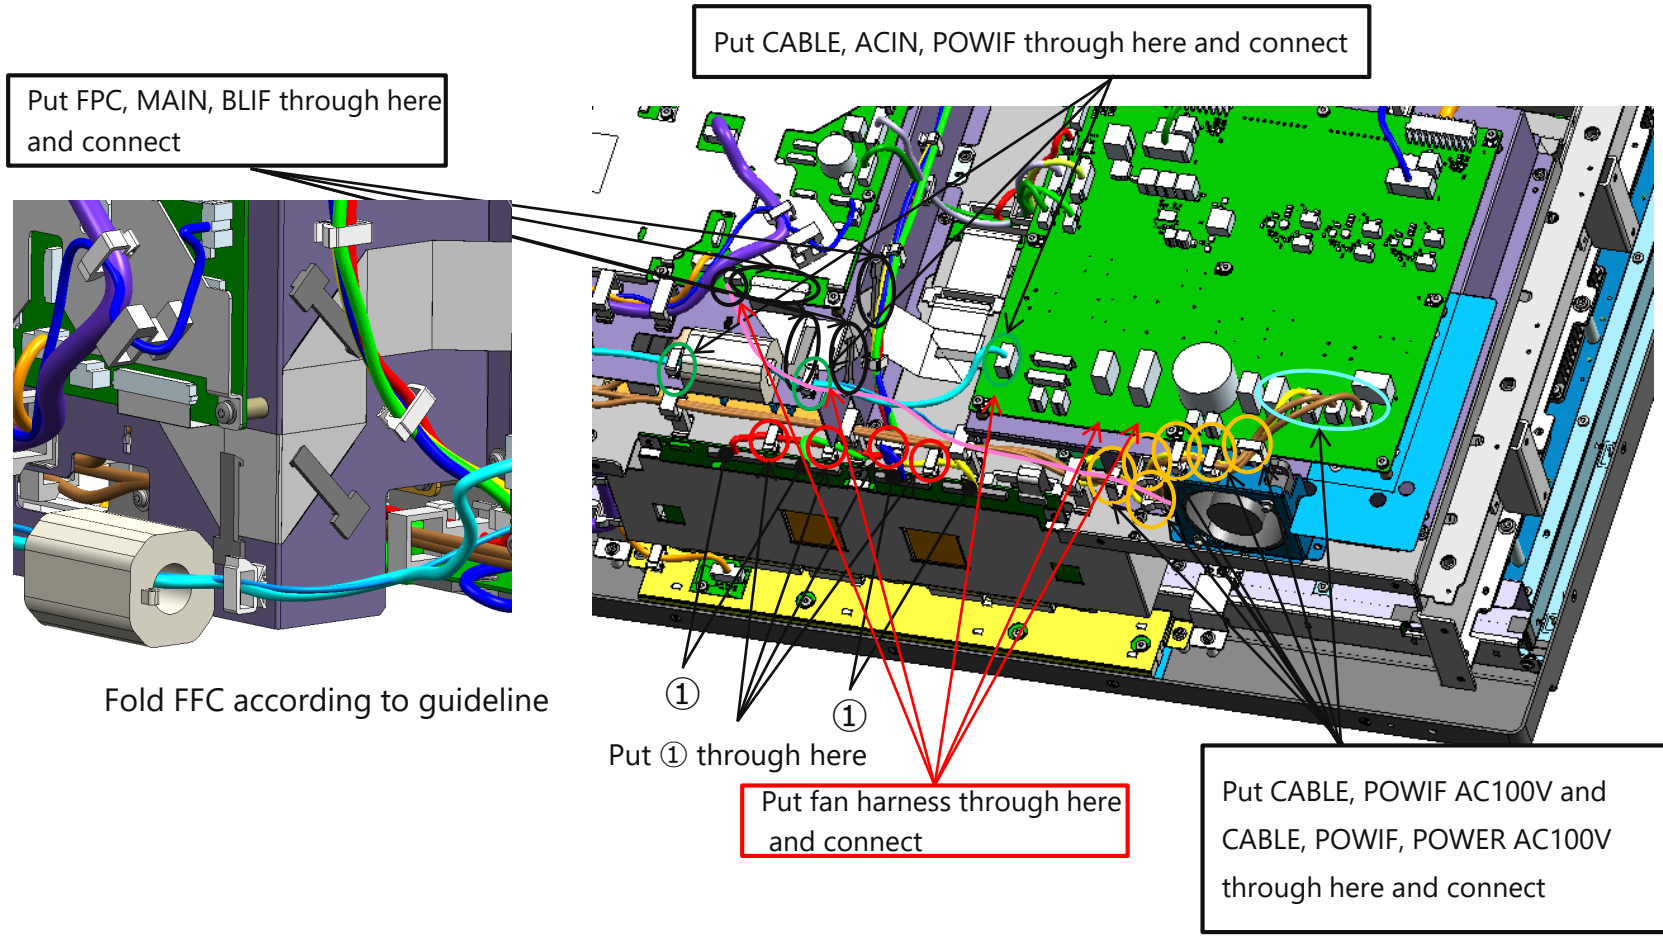 Put CABLE, ACIN, POWIF through here and connect
Put FPC, MAIN, BLIF through here
and connect
Fold FFC according to guideline
①
①
Put ① through here
Put fan harness through here
and connect
Put CABLE, POWIF AC100V and
CABLE, POWIF, POWER AC100V
through here and connect